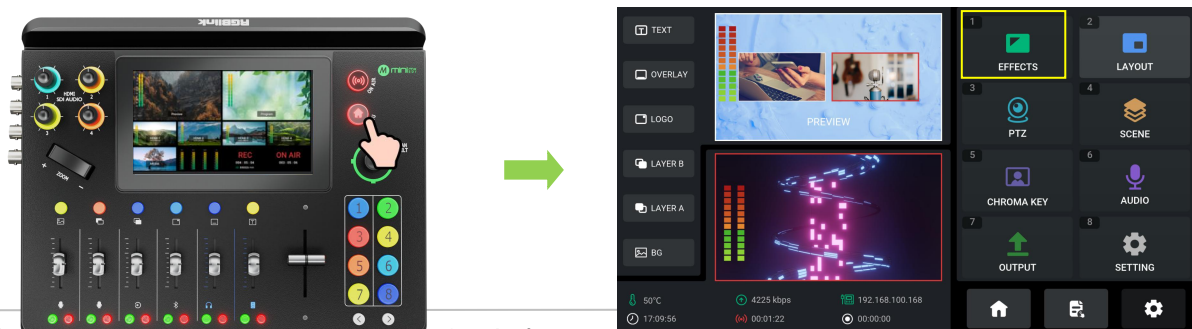 RGBlink
mini
ON AIR
HDMI
SDI AUDIO
1
2
3
4
+ ZOOM -
Preview
Program
REC
ON AIR
1
2
3
4
5
6
7
8
TEXT
OVERLAY
LOGO
LAYER B
LAYER A
BG
PREVIEW
1
EFFECTS
2
LAYOUT
3
PTZ
4
SCENE
5
CHROMA KEY
6
AUDIO
7
OUTPUT
8
SETTING
50°C
4225 kbps
192.168.100.168
17:09:56
00:01:22
00:00:00